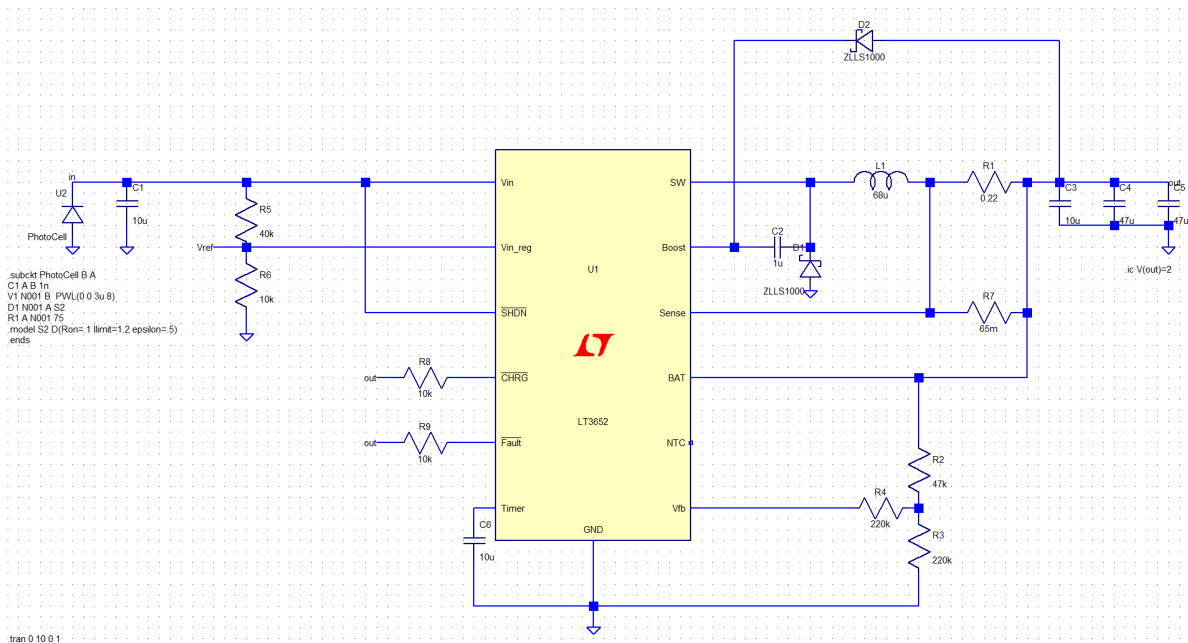 D2
ZLLS1000
in
U2
PhotoCell
C1
10u
R5
40k
Vref
R6
10k
.subckt PhotoCell B A
C1 A B 1n
V1 N001 B PWL(0 0 3u 8)
D1 N001 A S2
R1 A N001 75
.model S2 D(Ron=.1 Ilimit=1.2 epsilon=.5)
.ends
Vin
Vin_reg
SHDN
CHRG
Fault
Timer
U1
LT3652
GND
SW
Boost
Sense
BAT
NTC
Vfb
out
R8
10k
out
R9
10k
C6
10u
L1
68u
R1
0.22
C2
1u
D1
ZLLS1000
R7
65m
out
C3
10u
C4
47u
C5
47u
.ic V(out)=2
R2
47k
R4
220k
R3
220k
.tran 0 10 0 1